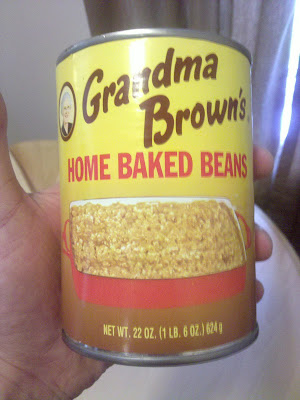 Grandma
Brown's
HOME BAKED BEANS
NET WT. 22 OZ. (1 LB. 6 OZ.) 624 g